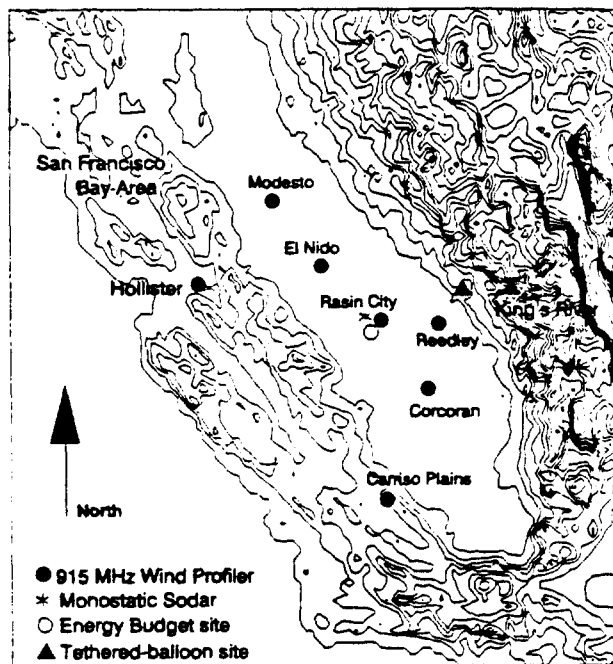 San Francisco
Bay Area
Modesto
El Nido
Hollister
Rasin City
King's River
Reedley
Corcoran
Carriso Plains
North
915 MHz Wind Profiler
Monostatic Sodar
Energy Budget site
Tethered-balloon site